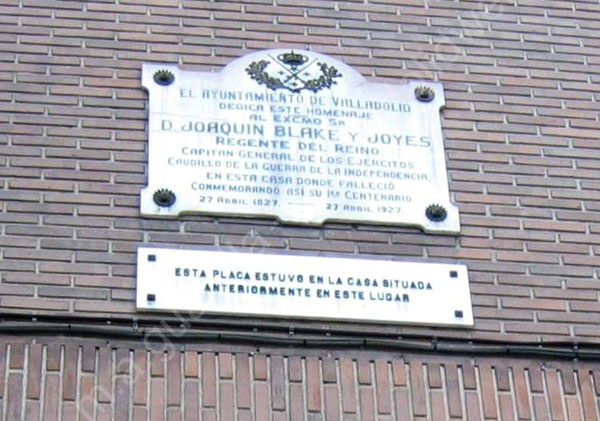 EL AYUNTAMIENTO DE VALLADOLID
DEDICA ESTE HOMENAJE
AL EXCMO SR
D. JOAQUIN BLAKE Y JOYES
REGENTE DEL REINO
CAPITAN GENERAL DE LOS EJERCITOS
CAUDILLO DE LA GUERRA DE LA INDEPENDENCIA,
EN ESTA CASA DONDE FALLECIÓ
CONMEMORANDO ASÍ SU 1ER CENTENARIO
27 ABRIL 1827. 27 ABRIL 1927.
ESTA PLACA ESTUVO EN LA CASA SITUADA
ANTERIORMENTE EN ESTE LUGAR